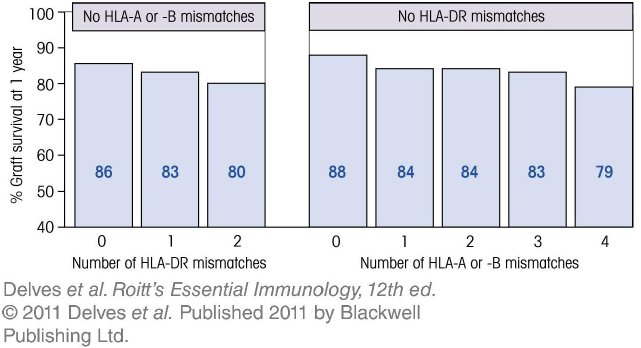 No HLA-A or -B mismatches
No HLA-DR mismatches
% Graft survival at 1 year
100
90
80
70
60
50
40
86
83
80
88
84
84
83
79
0
1
2
0
1
2
3
4
Number of HLA-DR mismatches
Number of HLA-A or -B mismatches
Delves et al. Roitt's Essential Immunology, 12th ed.
© 2011 Delves et al. Published 2011 by Blackwell
Publishing Ltd.